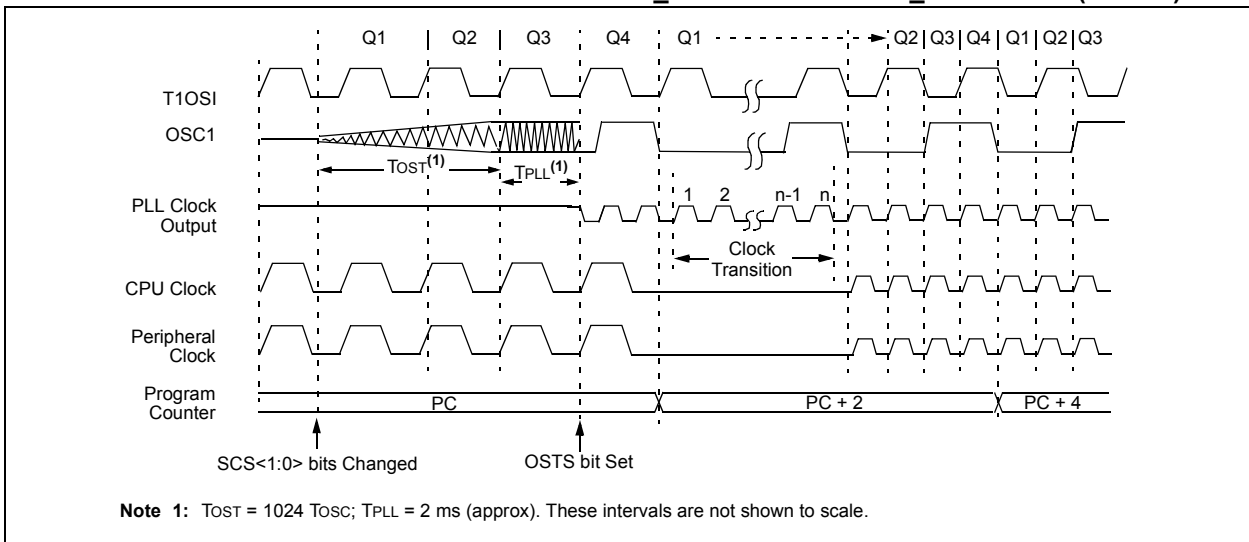 Q1 Q2 Q3 Q4 Q1 Q2 Q3 Q4 Q1 Q2 Q3
T1OSI
OSC1
TOST(1) TPLL(1)
1 2 n-1 n
PLL Clock
Output
Clock
Transition
CPU Clock
Peripheral
Clock
Program
Counter
PC PC + 2 PC + 4
SCS<1:0> bits Changed OSTS bit Set
Note 1: TOST = 1024 TOSC; TPLL = 2 ms (approx). These intervals are not shown to scale.